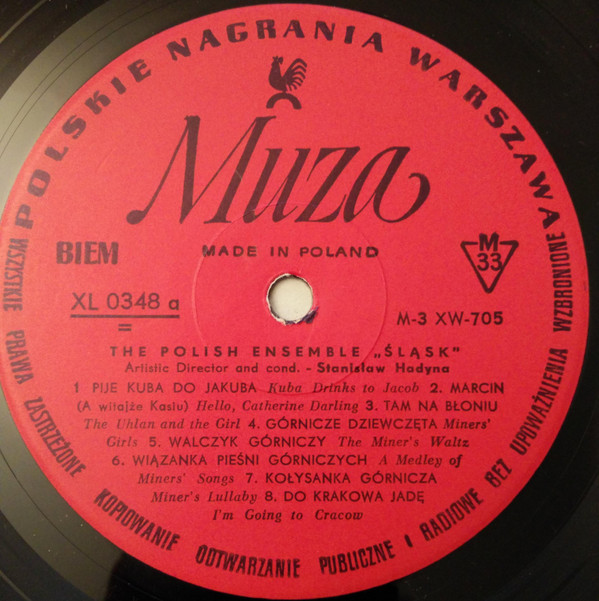 POLSKIE NAGRANIA WARSZAWA
Muza
BIEM
MADE IN POLAND
M
33
XL 0348 a
=
M-3 XW-705
THE POLISH ENSEMBLE „ŚLĄSK"
Artistic Director and cond. - Stanisław Hadyna
1 PIJE KUBA DO JAKUBA Kuba Drinks to Jacob 2. MARCIN
(A witajże Kasiu) Hello, Catherine Darling 3. TAM NA BŁONIU
The Uhlan and the Girl 4. GÓRNICZE DZIEWCZĘTA Miners'
Girls 5. WALCZYK GÓRNICZY The Miner's Waltz
6. WIĄZANKA PIEŚNI GÓRNICZYCH A Medley of
Miners' Songs 7. KOŁYSANKA GÓRNICZA
Miner's Lullaby 8. DO KRAKOWA JADĘ
I'm Going to Cracow
WSZYSTKIE PRAWA ZASTRZEŻONE KOPIOWANIE ODTWARZANIE PUBLICZNE I RADIOWE BEZ UPOWAŻNIENIA WZBRONIONE